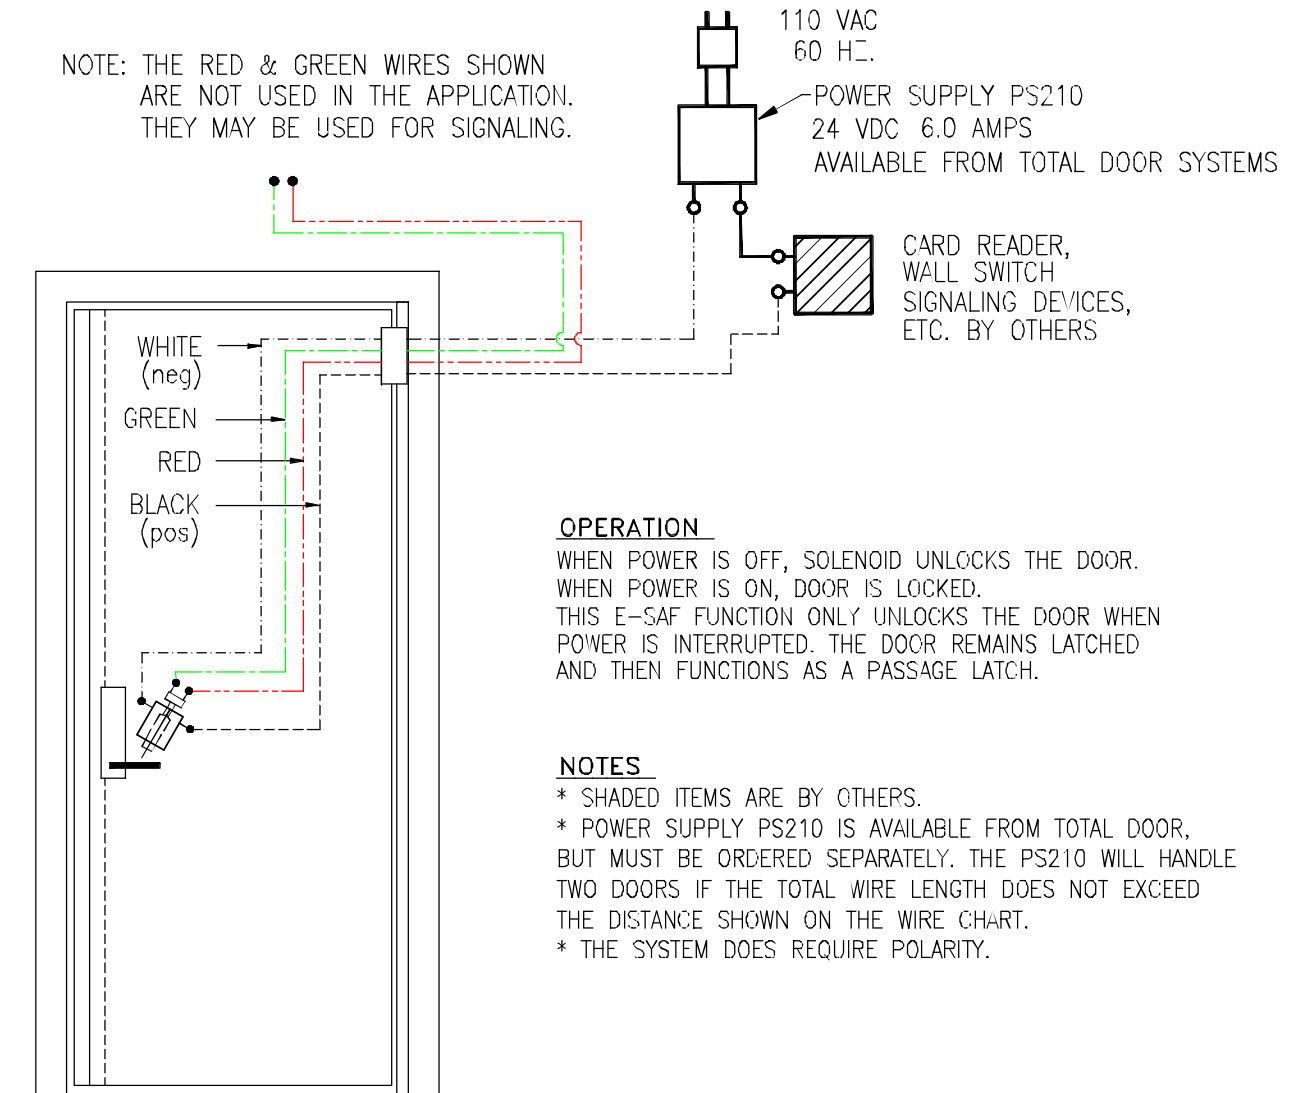 NOTE: THE RED & GREEN WIRES SHOWN
ARE NOT USED IN THE APPLICATION.
THEY MAY BE USED FOR SIGNALING.
110 VAC
60
POWER SUPPLY PS210
24 VDC 6.0 AMPS
AVAILABLE FROM TOTAL DOOR SYSTEMS
CARD READER,
WALL SWITCH
SIGNALING DEVICES,
ETC. BY OTHERS
WHITE
(neg)
GREEN
RED
BLACK
(pos)
OPERATION
WHEN POWER IS OFF, SOLENOID UNLOCKS THE DOOR.
WHEN POWER IS ON, DOOR IS LOCKED.
THIS E-SAF FUNCTION ONLY UNLOCKS THE DOOR WHEN
POWER IS INTERRUPTED. THE DOOR REMAINS LATCHED
AND THEN FUNCTIONS AS A PASSAGE LATCH.
NOTES
* SHADED ITEMS ARE BY OTHERS.
* POWER SUPPLY PS210 IS AVAILABLE FROM TOTAL DOOR,
BUT MUST BE ORDERED SEPARATELY. THE PS210 WILL HANDLE
TWO DOORS IF THE TOTAL WIRE LENGTH DOES NOT EXCEED
THE DISTANCE SHOWN ON THE WIRE CHART.
* THE SYSTEM DOES REQUIRE POLARITY.